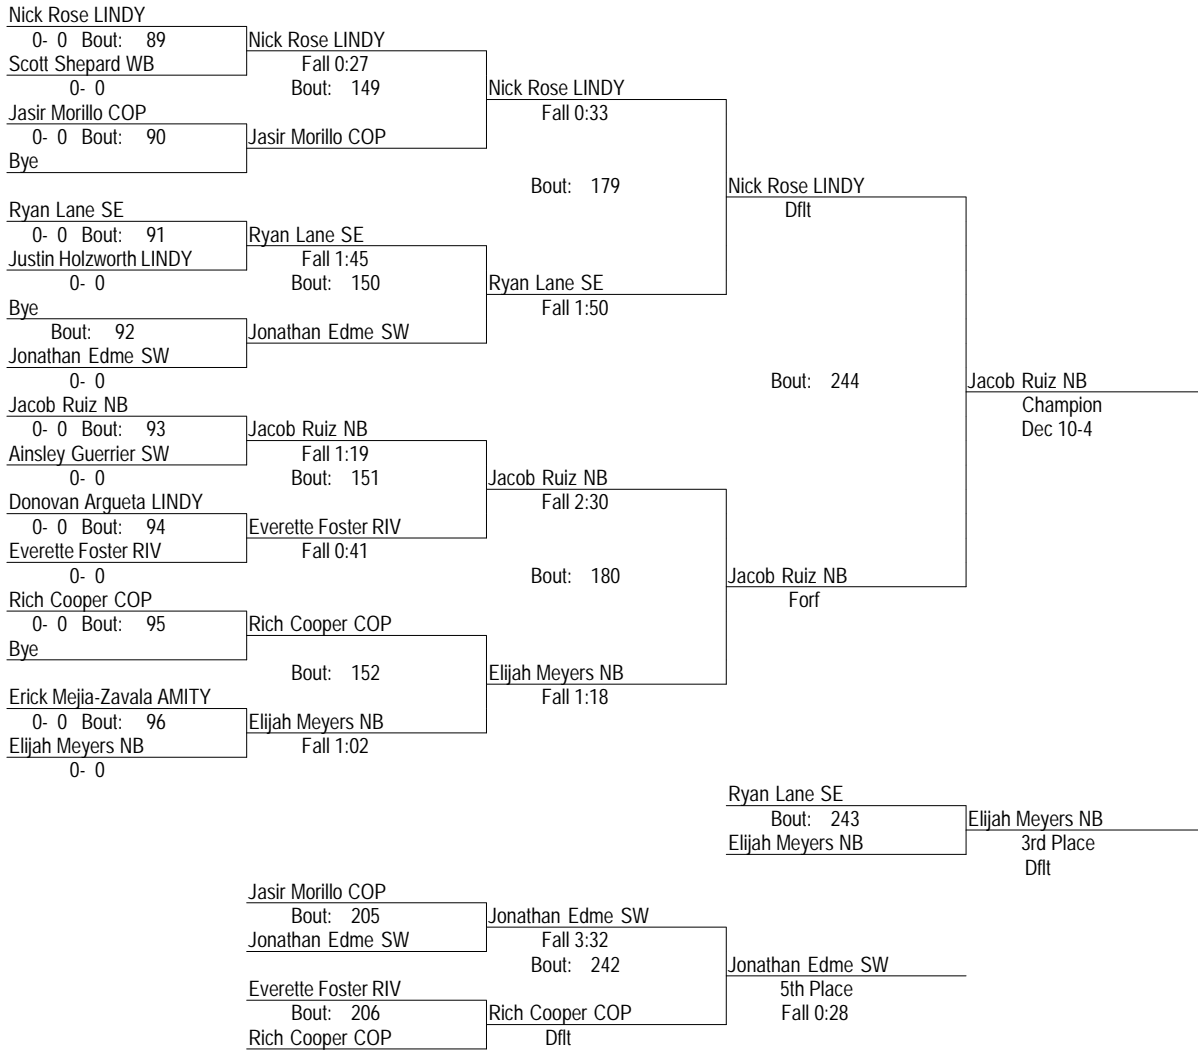 Nick Rose LINDY
0- 0 Bout: 89
Scott Shepard WB
0- 0
Jasir Morillo COP
0- 0 Bout: 90
Bye
Ryan Lane SE
0- 0 Bout: 91
Justin Holzworth LINDY
0- 0
Bye
Bout: 92
Jonathan Edme SW
0- 0
Jacob Ruiz NB
0- 0 Bout: 93
Ainsley Guerrier SW
0- 0
Donovan Argueta LINDY
0- 0 Bout: 94
Everette Foster RIV
0- 0
Rich Cooper COP
0- 0 Bout: 95
Bye
Erick Mejia-Zavala AMITY
0- 0 Bout: 96
Elijah Meyers NB
0- 0
Nick Rose LINDY
Fall 0:27
Bout: 149
Jasir Morillo COP
Ryan Lane SE
Fall 1:45
Bout: 150
Jonathan Edme SW
Jacob Ruiz NB
Fall 1:19
Bout: 151
Everette Foster RIV
Fall 0:41
Rich Cooper COP
Bout: 152
Elijah Meyers NB
Fall 1:02
Nick Rose LINDY
Fall 0:33
Bout: 179
Ryan Lane SE
Fall 1:50
Jacob Ruiz NB
Fall 2:30
Bout: 180
Elijah Meyers NB
Fall 1:18
Nick Rose LINDY
Dflt
Bout: 244
Jacob Ruiz NB
Forf
Jacob Ruiz NB
Champion
Dec 10-4
Ryan Lane SE
Bout: 243
Elijah Meyers NB
Elijah Meyers NB
3rd Place
Dflt
Jasir Morillo COP
Bout: 205
Jonathan Edme SW
Everette Foster RIV
Bout: 206
Rich Cooper COP
Jonathan Edme SW
Fall 3:32
Bout: 242
Rich Cooper COP
Dflt
Jonathan Edme SW
5th Place
Fall 0:28